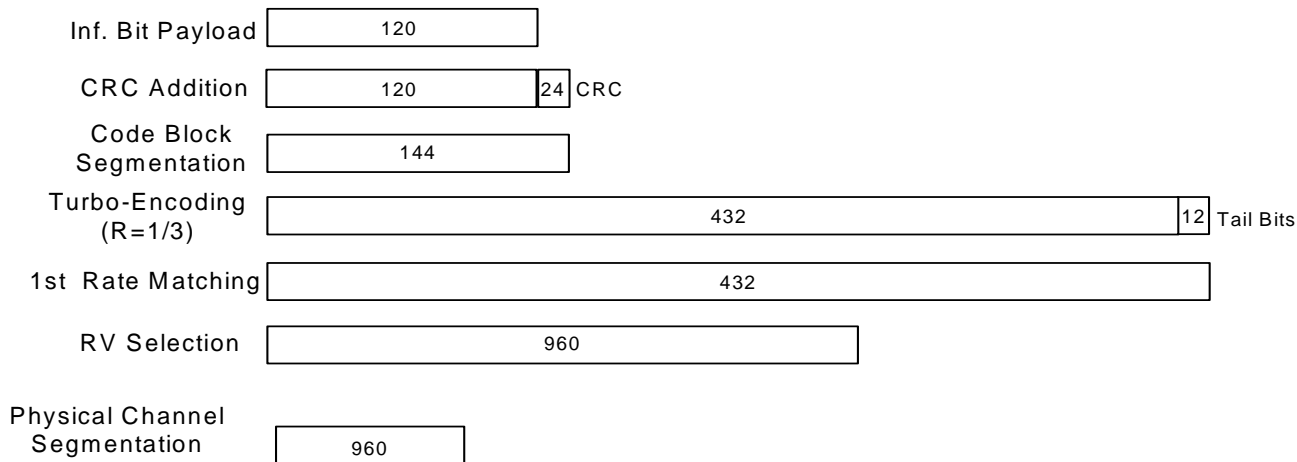 Inf. Bit Payload 120
CRC Addition 120 24 CRC
Code Block
Segmentation 144
Turbo-Encoding
(R=1/3) 432 12 Tail Bits
1st Rate Matching 432
RV Selection 960
Physical Channel
Segmentation 960